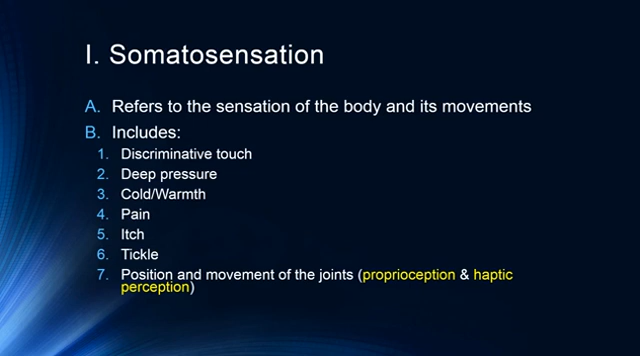 I. Somatosensation
A. Refers to the sensation of the body and its movements
B. Includes:
1. Discriminative touch
2. Deep pressure
3. Cold/Warmth
4. Pain
5. Itch
6. Tickle
7. Position and movement of the joints (proprioception & haptic
perception)